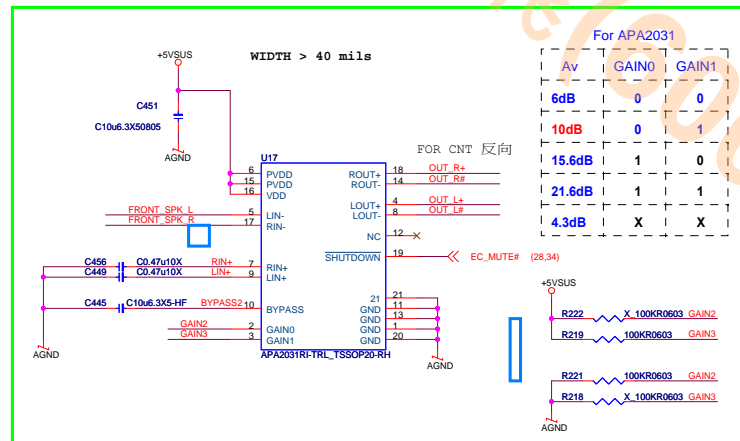 For APA2031
+5VSUS
WIDTH > 40 mils
Av GAIN0 GAIN1
6dB 0 0
10dB 0 1
15.6dB 1 0
21.6dB 1 1
4.3dB X X
C451
C10u6.3X50805
AGND
FOR CNT 反向
U17
6 PVDD
15 PVDD
16 VDD
ROUT+ 18 OUT_R+
ROUT- 14 OUT_R#
LOUT+ 4 OUT_L+
LOUT- 8 OUT_L#
FRONT_SPK_L 5 LIN-
FRONT_SPK_R 17 RIN-
NC 12
SHUTDOWN 19 EC_MUTE# (28,34)
C456 C0.47u10X RIN+ 7 RIN+
C449 C0.47u10X LIN+ 9 LIN+
C445 C10u6.3X5-HF BYPASS2 10 BYPASS
21 21
GND 11
GND 13
GND 1
GND 20
GAIN2 2 GAIN0
GAIN3 3 GAIN1
APA2031RI-TRL_TSSOP20-RH
AGND
AGND
+5VSUS
R222 X_100KR0603 GAIN2
R219 100KR0603 GAIN3
R221 100KR0603 GAIN2
R218 X_100KR0603 GAIN3
AGND